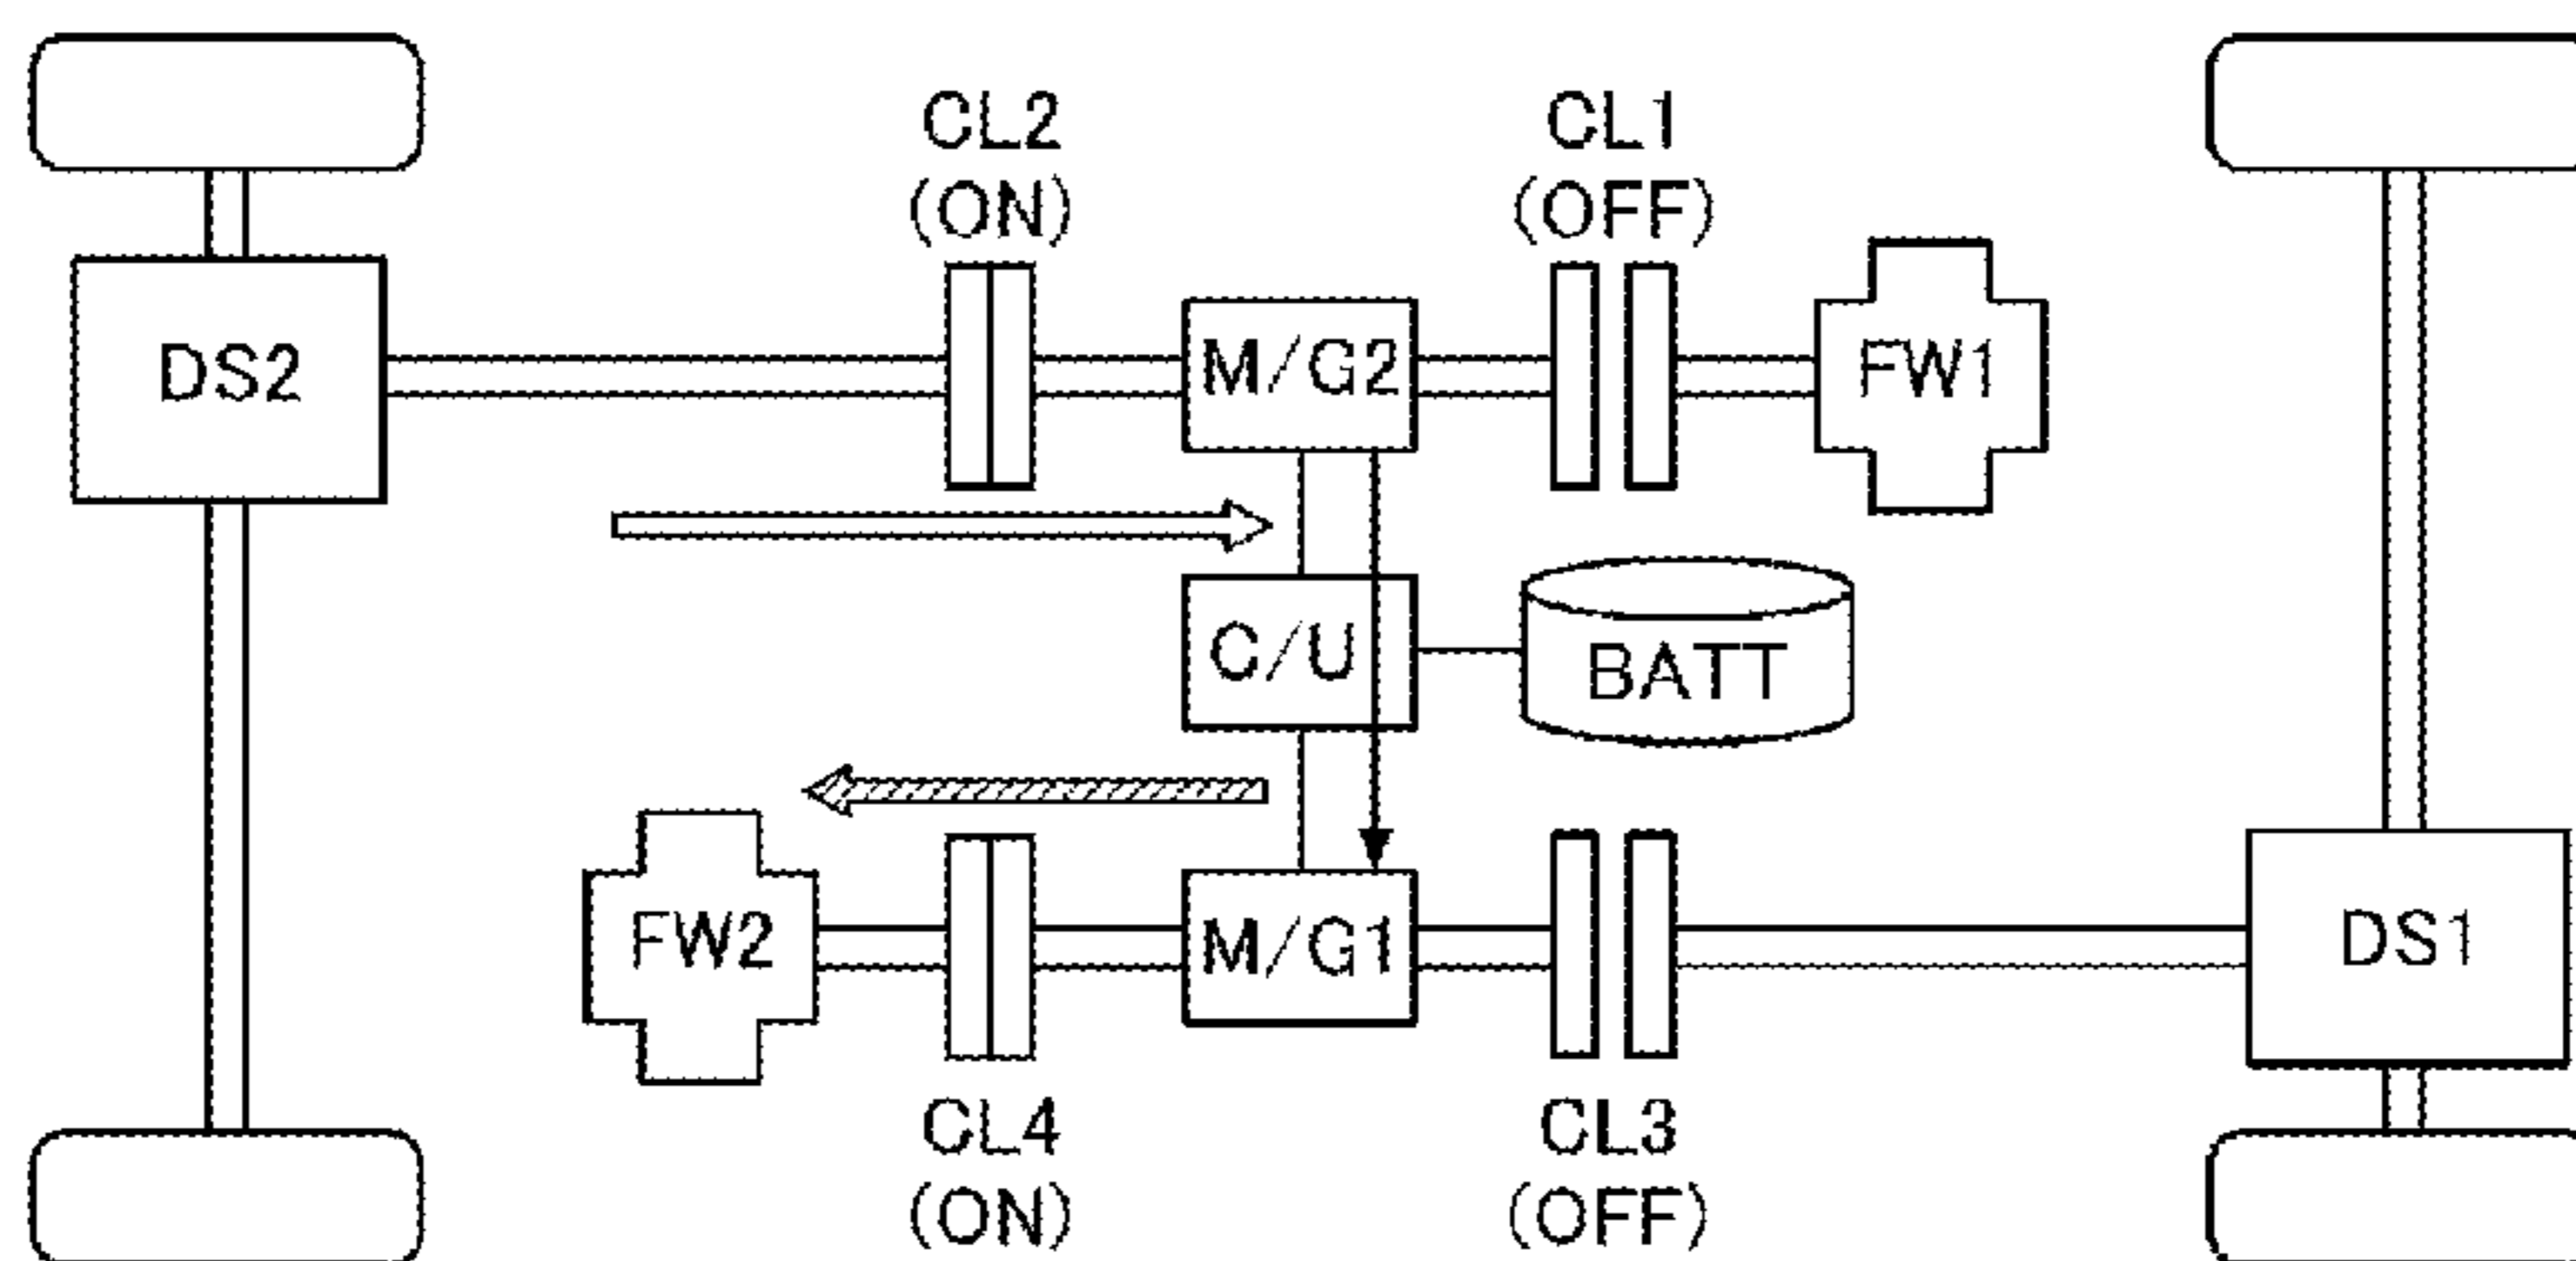 CL2
(ON)
CL1
(OFF)
DS2
M/G2
FW1
C/U
BATT
FW2
M/G1
DS1
CL4
(ON)
CL3
(OFF)